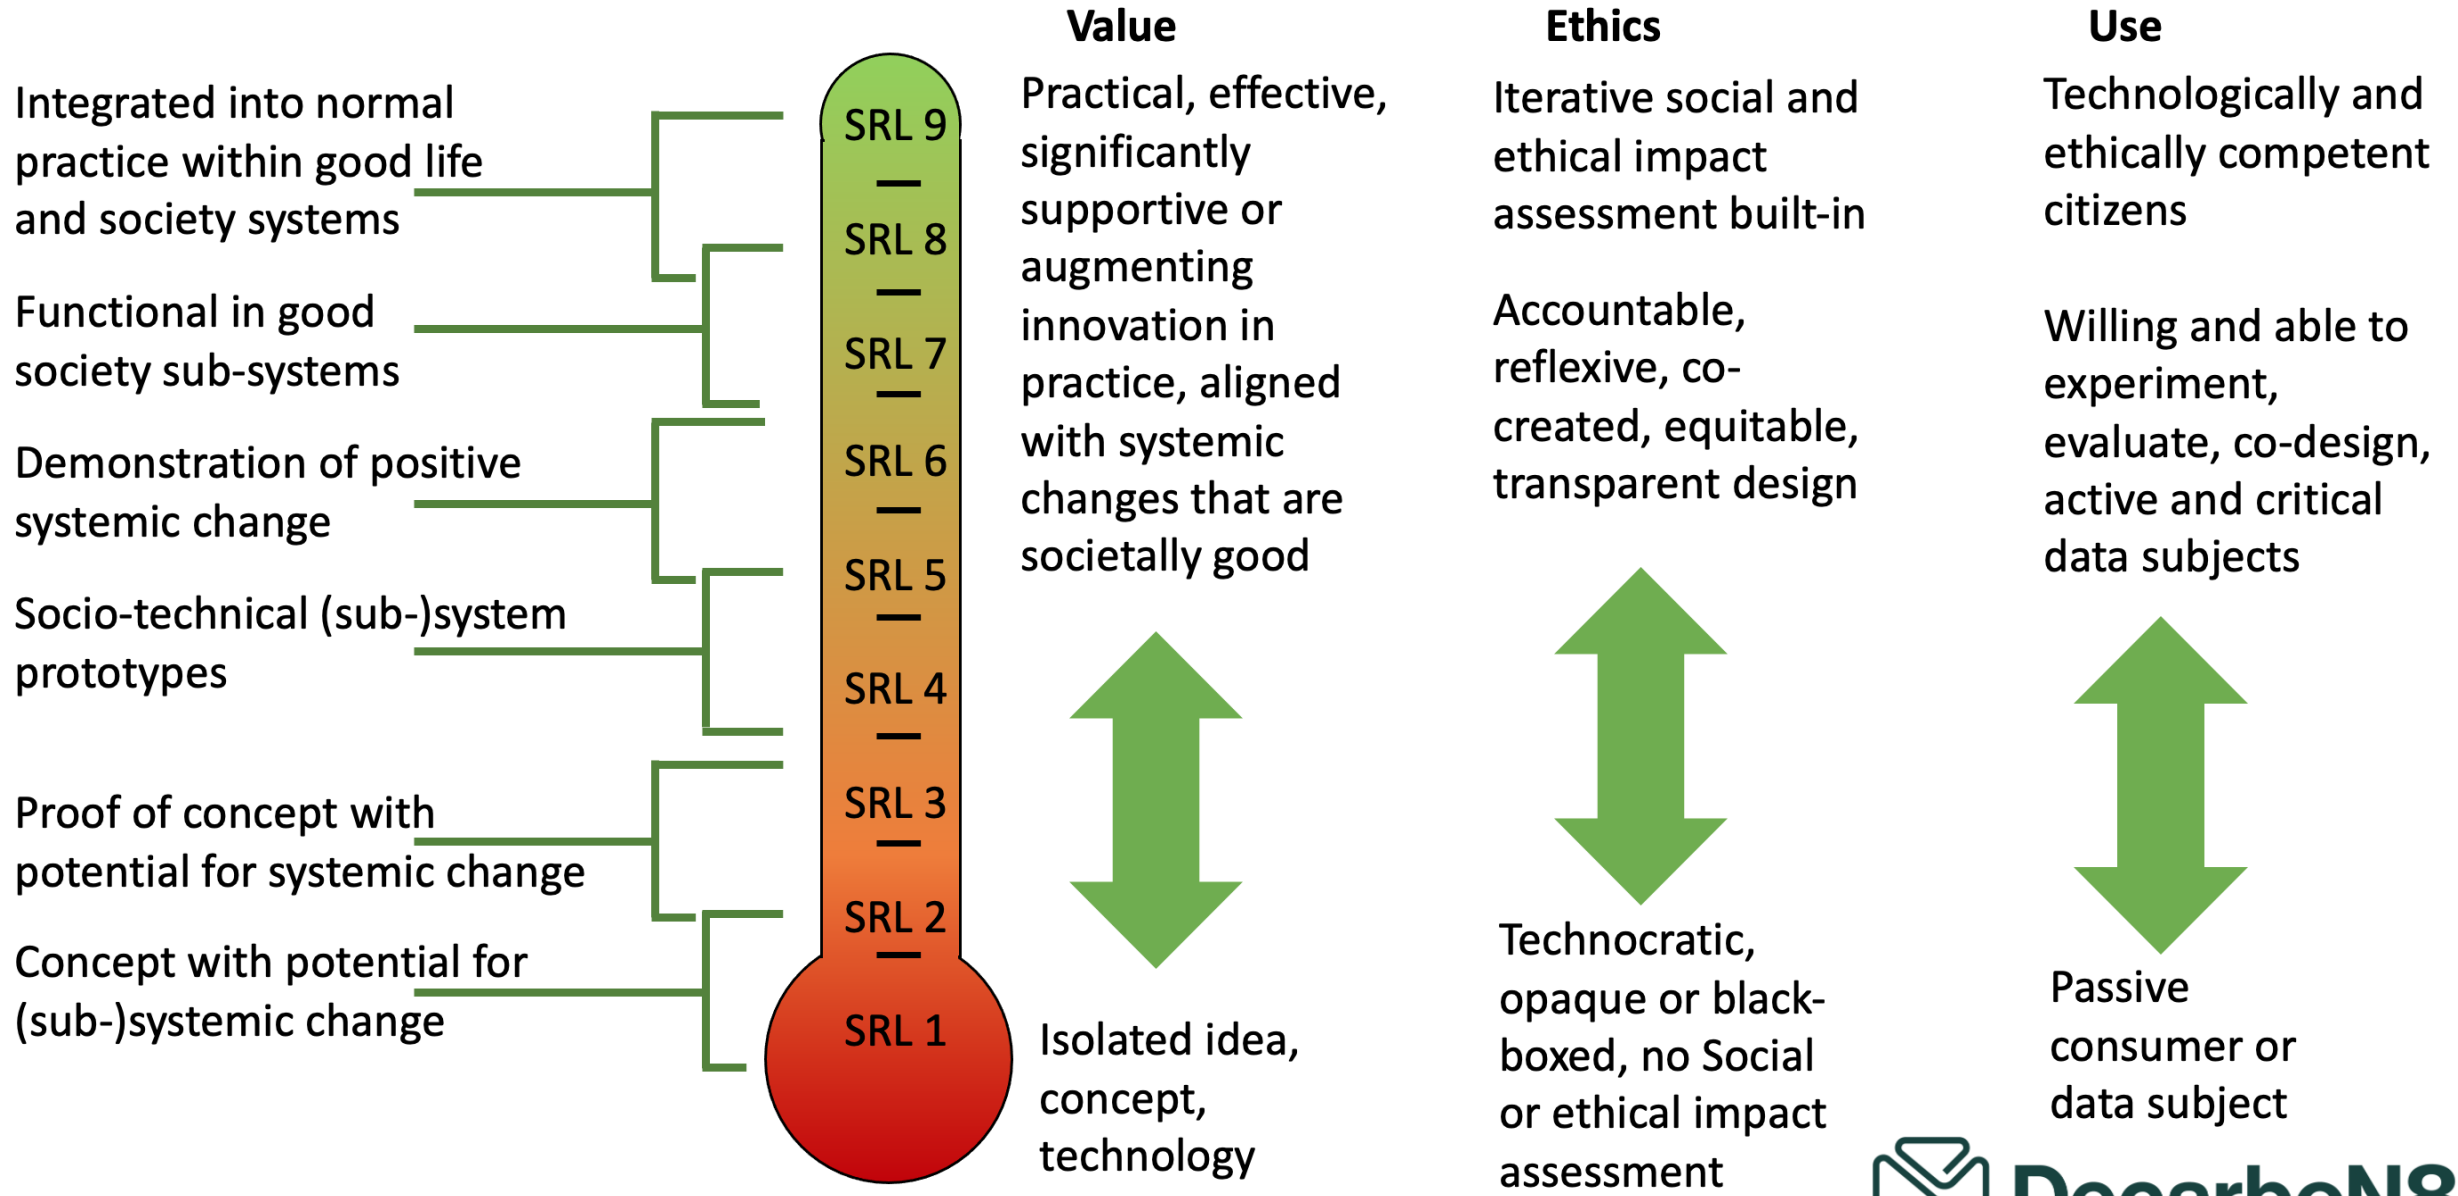 Integrated into normal
practice within good life
and society systems
Functional in good
society sub-systems
Demonstration of positive
systemic change
Socio-technical (sub-)system
prototypes
Proof of concept with
potential for systemic change
Concept with potential for
(sub-)systemic change
SRL 9
SRL 8
SRL 7
SRL 6
SRL 5
SRL 4
SRL 3
SRL 2
SRL 1
Value
Practical, effective,
significantly
supportive or
augmenting
innovation in
practice, aligned
with systemic
changes that are
societally good
Isolated idea,
concept,
technology
Ethics
Iterative social and
ethical impact
assessment built-in
Accountable,
reflexive, co-
created, equitable,
transparent design
Technocratic,
opaque or black-
boxed, no Social
or ethical impact
assessment
Use
Technologically and
ethically competent
citizens
Willing and able to
experiment,
evaluate, co-design,
active and critical
data subjects
Passive
consumer or
data subject
DecarboN8